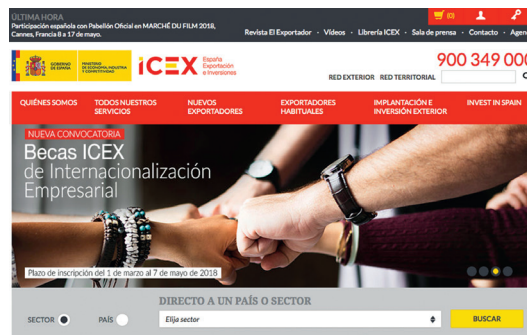 ÚLTIMA HORA
Participación española con Pabellón Oficial en MARCHÉ DU FILM 2018,
Cannes, Francia 8 a 17 de mayo.
(0)
Revista El Exportador · Vídeos · Librería ICEX · Sala de prensa · Contacto · Agen
GOBIERNO
DE ESPAÑA
MINISTERIO
DE ECONOMÍA, INDUSTRIA
Y COMPETITIVIDAD
ICEX
España
Exportación
e Inversiones
900 349 000
RED EXTERIOR RED TERRITORIAL
QUIÉNES SOMOS
TODOS NUESTROS
SERVICIOS
NUEVOS
EXPORTADORES
EXPORTADORES
HABITUALES
IMPLANTACIÓN E
INVERSIÓN EXTERIOR
INVEST IN SPAIN
NUEVA CONVOCATORIA
Becas ICEX
de Internacionalización
Empresarial
Plazo de inscripción del 1 de marzo al 7 de mayo de 2018
DIRECTO A UN PAÍS O SECTOR
SECTOR
PAÍS
Elija sector
BUSCAR